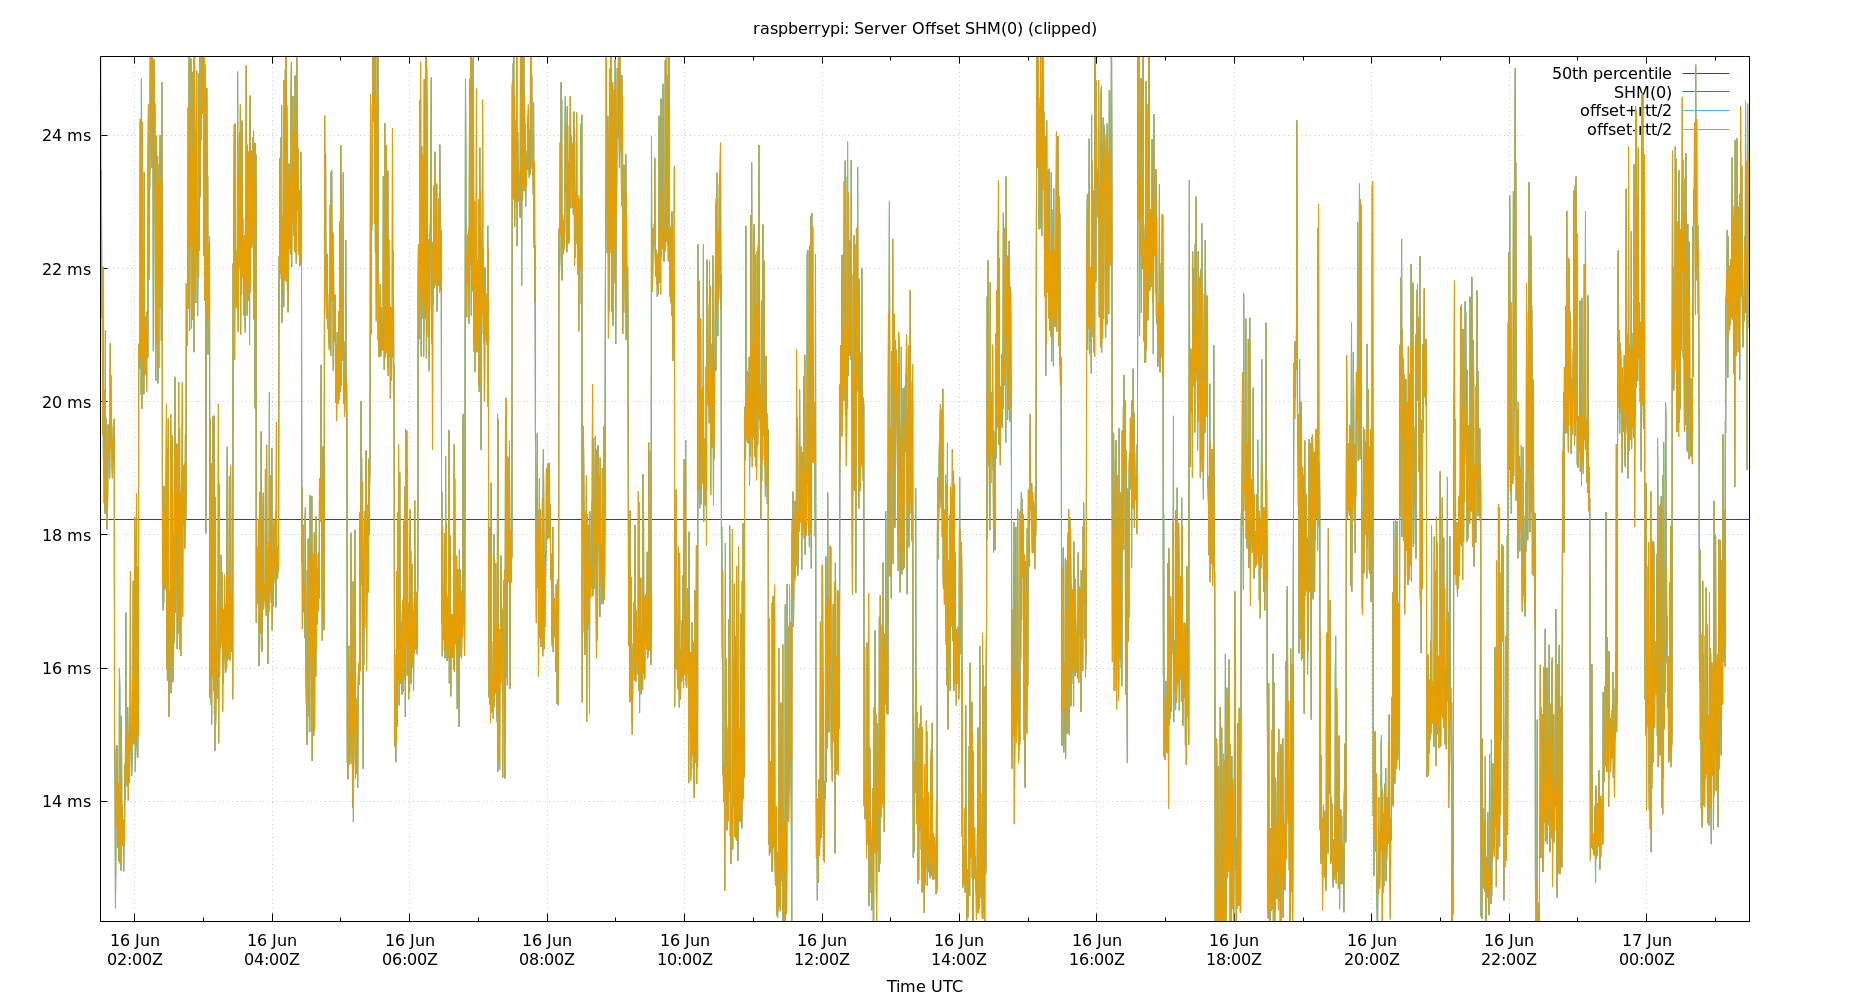 raspberrypi: Server Offset SHM(0) (clipped)
50th percentile
SHM(0)
offset+rtt/2
offset-rtt/2
24 ms
22 ms
20 ms
18 ms
16 ms
14 ms
16 Jun 16 Jun 16 Jun 16 Jun 16 Jun 16 Jun 16 Jun 16 Jun 16 Jun 16 Jun 16 Jun 17 Jun
02:00Z 04:00Z 06:00Z 08:00Z 10:00Z 12:00Z 14:00Z 16:00Z 18:00Z 20:00Z 22:00Z 00:00Z
Time UTC